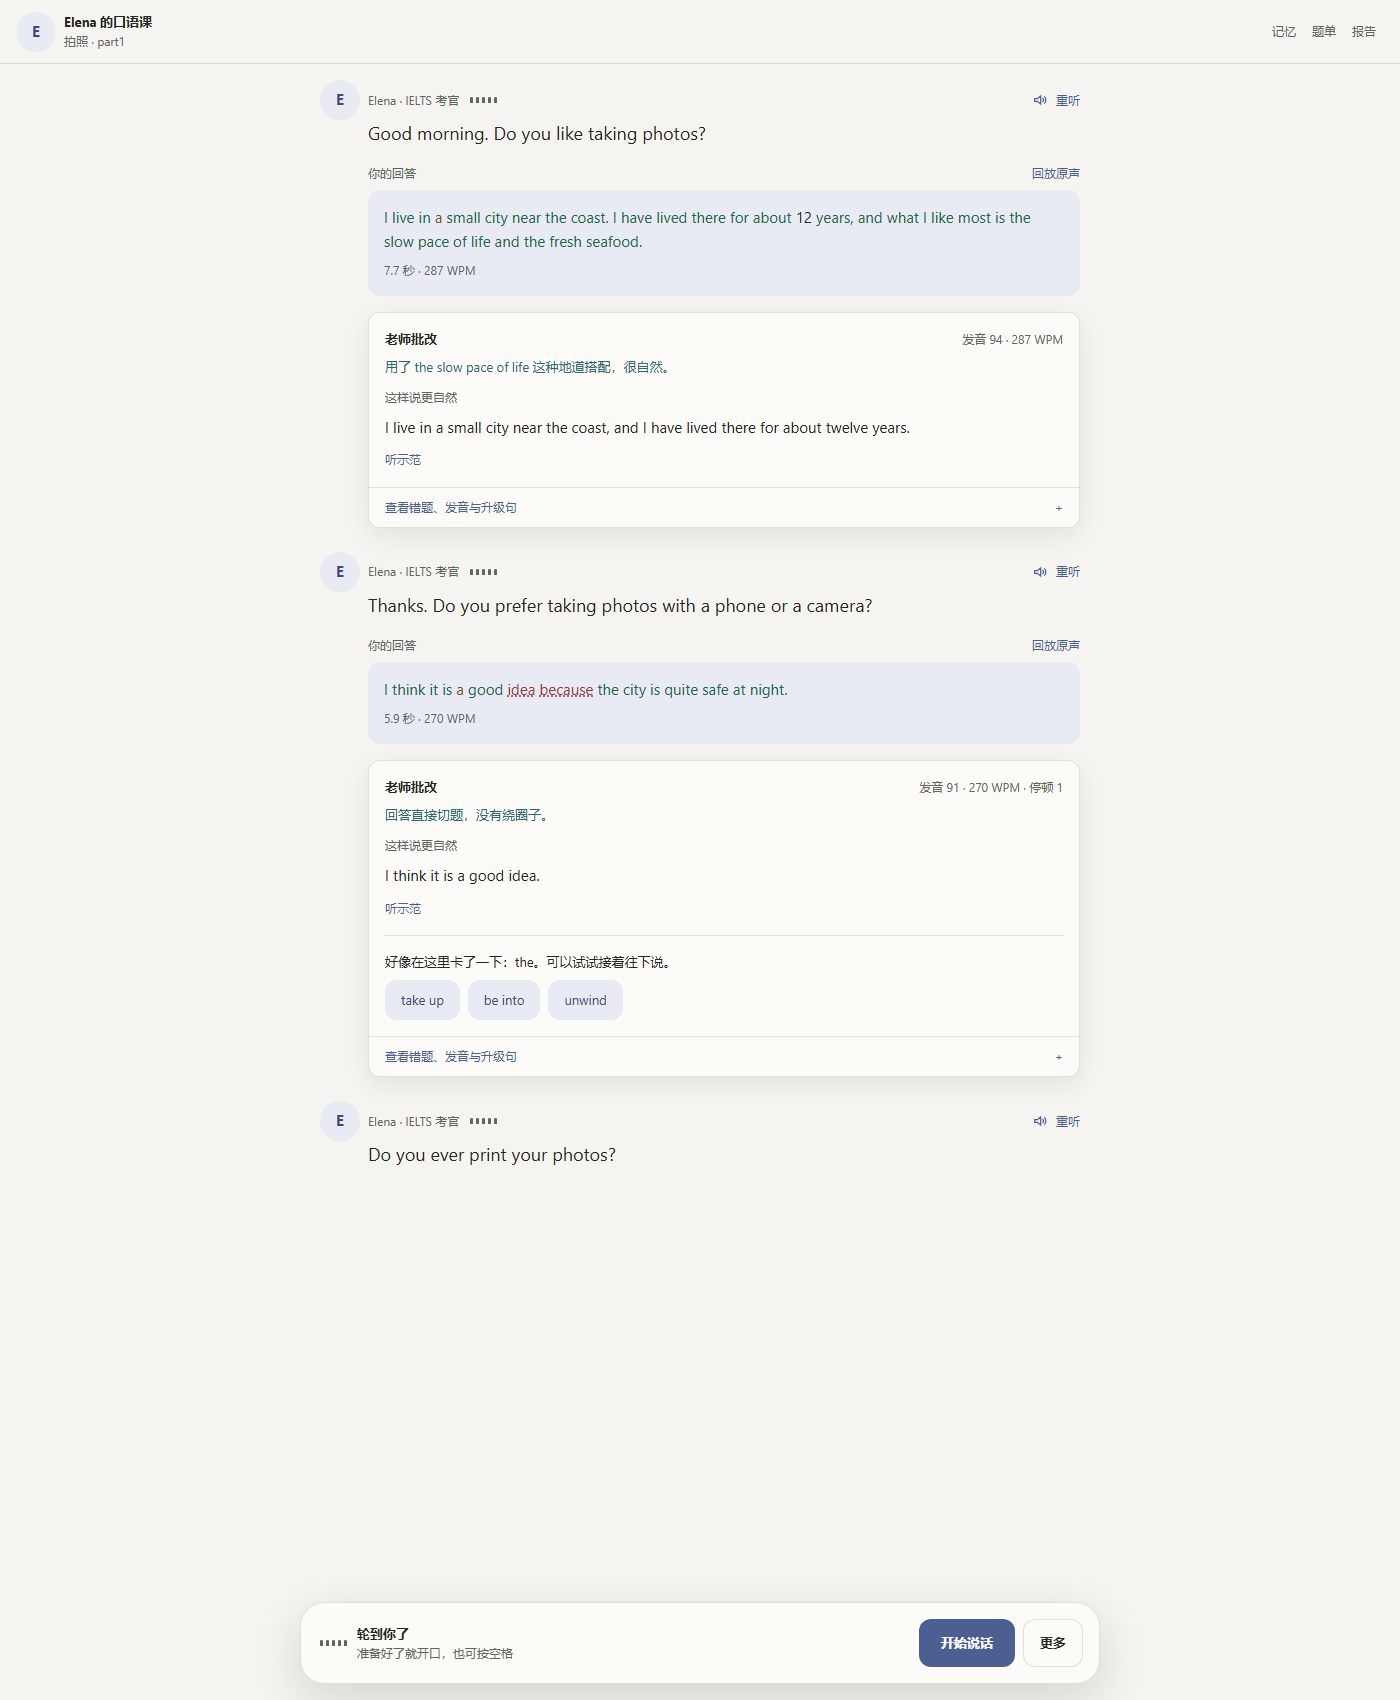 E
Elena 的口语课
拍照 · part1
记忆 题单 报告
E
Elena · IELTS 考官
重听
Good morning. Do you like taking photos?
你的回答
回放原声
I live in a small city near the coast. I have lived there for about 12 years, and what I like most is the
slow pace of life and the fresh seafood.
7.7 秒 · 287 WPM
老师批改
发音 94 · 287 WPM
用了 the slow pace of life 这种地道搭配，很自然。
这样说更自然
I live in a small city near the coast, and I have lived there for about twelve years.
听示范
查看错题、发音与升级句
+
E
Elena · IELTS 考官
重听
Thanks. Do you prefer taking photos with a phone or a camera?
你的回答
回放原声
I think it is a good idea because the city is quite safe at night.
5.9 秒 · 270 WPM
老师批改
发音 91 · 270 WPM · 停顿 1
回答直接切题，没有绕圈子。
这样说更自然
I think it is a good idea.
听示范
好像在这里卡了一下：the。可以试试接着往下说。
take up
be into
unwind
查看错题、发音与升级句
+
E
Elena · IELTS 考官
重听
Do you ever print your photos?
轮到你了
准备好了就开口，也可按空格
开始说话
更多